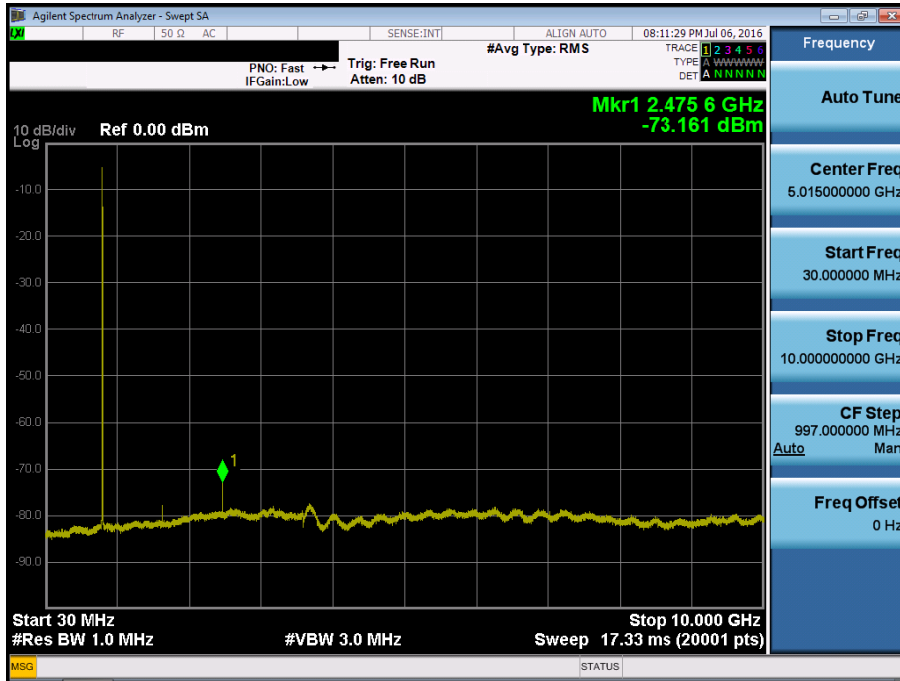 Agilent Spectrum Analyzer - Swept SA
LXI RF 50 Ω AC SENSE:INT ALIGN AUTO 08:11:29 PM Jul 06, 2016
#Avg Type: RMS TRACE 1 2 3 4 5 6
PNO: Fast Trig: Free Run TYPE A WWWWW
IFGain:Low Atten: 10 dB DET A N N N N N
Mkr1 2.475 6 GHz
-73.161 dBm
10 dB/div Ref 0.00 dBm
Log
-10.0
-20.0
-30.0
-40.0
-50.0
-60.0
-70.0
-80.0
-90.0
1
Start 30 MHz Stop 10.000 GHz
#Res BW 1.0 MHz #VBW 3.0 MHz Sweep 17.33 ms (20001 pts)
MSG STATUS
Frequency
Auto Tune
Center Freq
5.015000000 GHz
Start Freq
30.000000 MHz
Stop Freq
10.000000000 GHz
CF Step
997.000000 MHz
Auto Man
Freq Offset
0 Hz